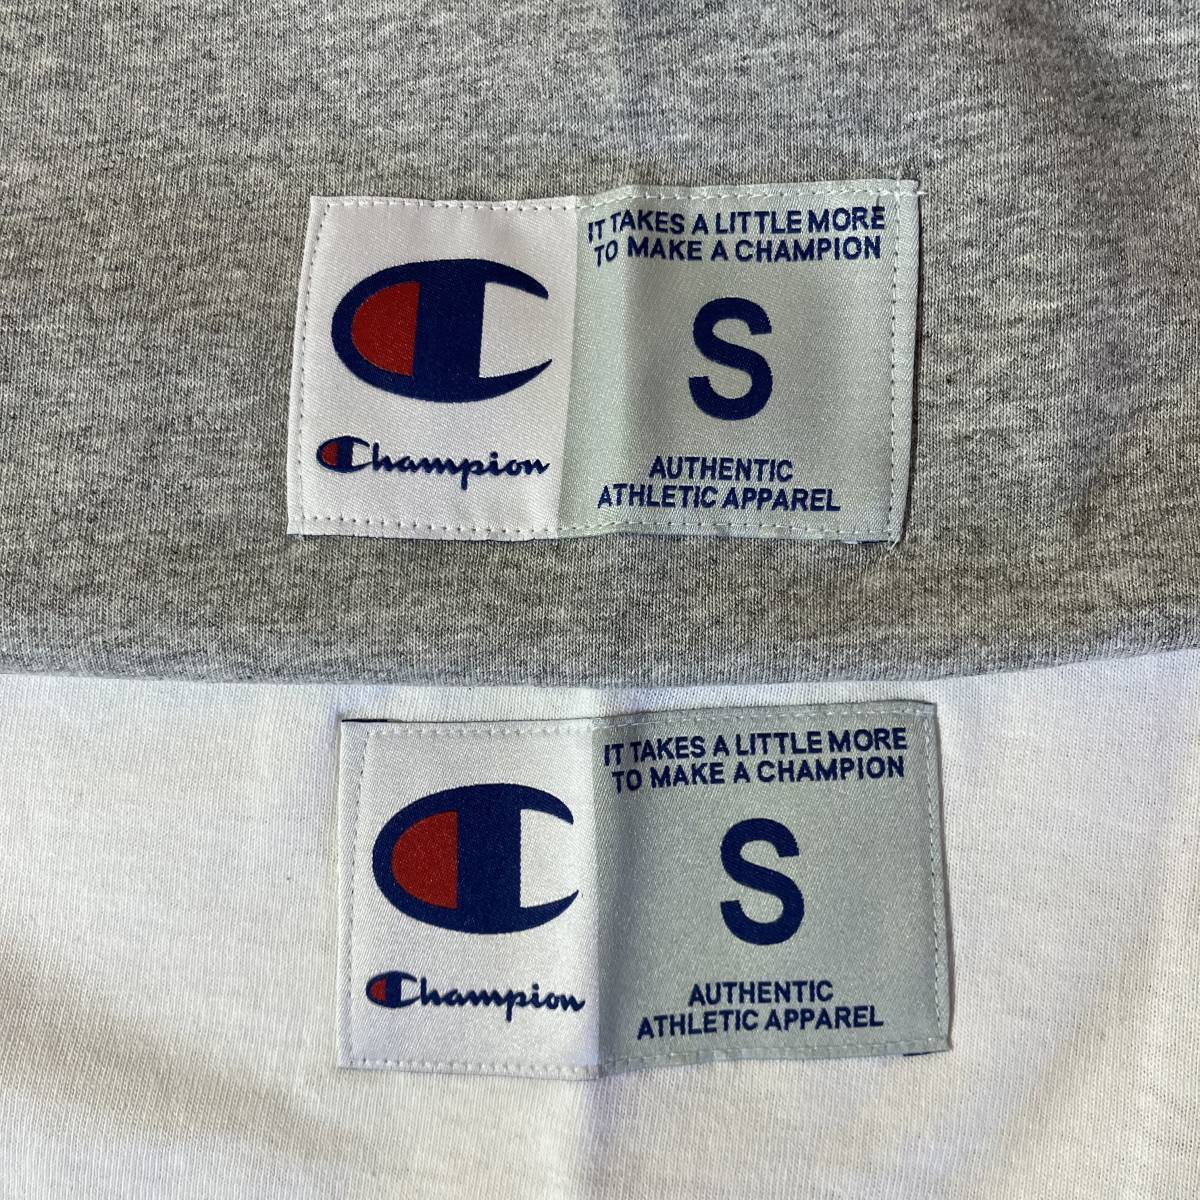 IT TAKES A LITTLE MORE
TO MAKE A CHAMPION
S
Champion
AUTHENTIC
ATHLETIC APPAREL
IT TAKES A LITTLE MORE
TO MAKE A CHAMPION
S
Champion
AUTHENTIC
ATHLETIC APPAREL